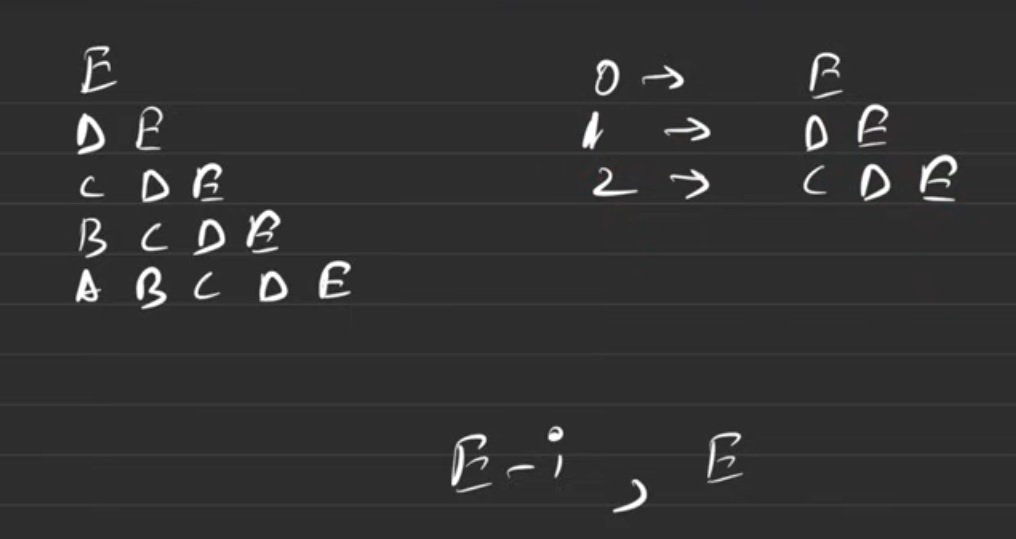 E
D E
C D E
B C D E
A B C D E
0 → E
1 → D E
2 → C D E
E - i , E